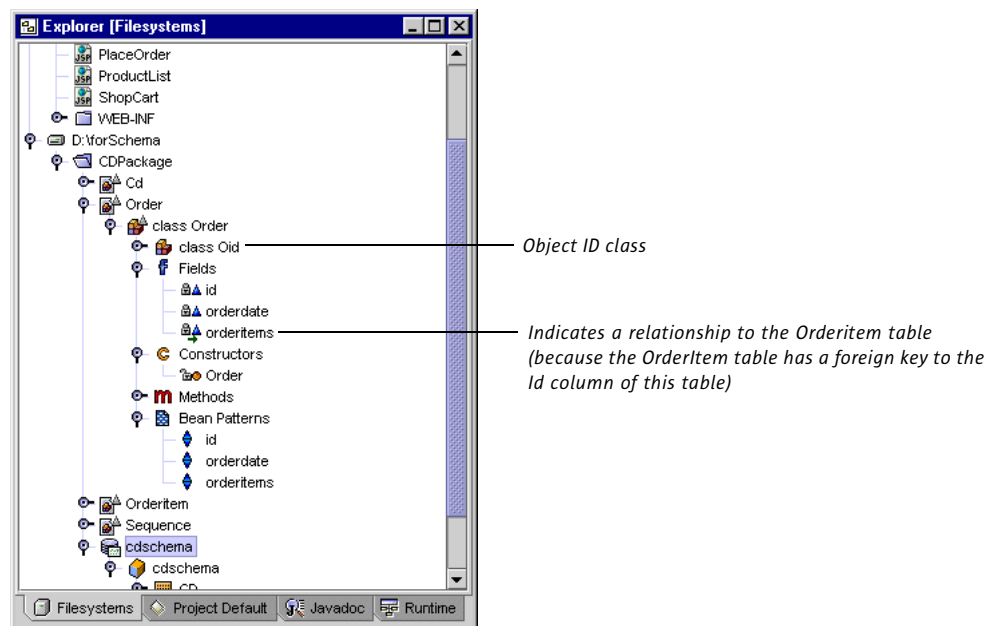 Explorer [Filesystems]
PlaceOrder
ProductList
ShopCart
WEB-INF
D:\forSchema
CDPackage
Cd
Order
class Order
class Oid
Object ID class
Fields
id
orderdate
orderitems
Indicates a relationship to the Orderitem table
(because the OrderItem table has a foreign key to the
Id column of this table)
Constructors
Order
Methods
Bean Patterns
id
orderdate
orderitems
Orderitem
Sequence
cdschema
cdschema
CD
Filesystems Project Default Javadoc Runtime